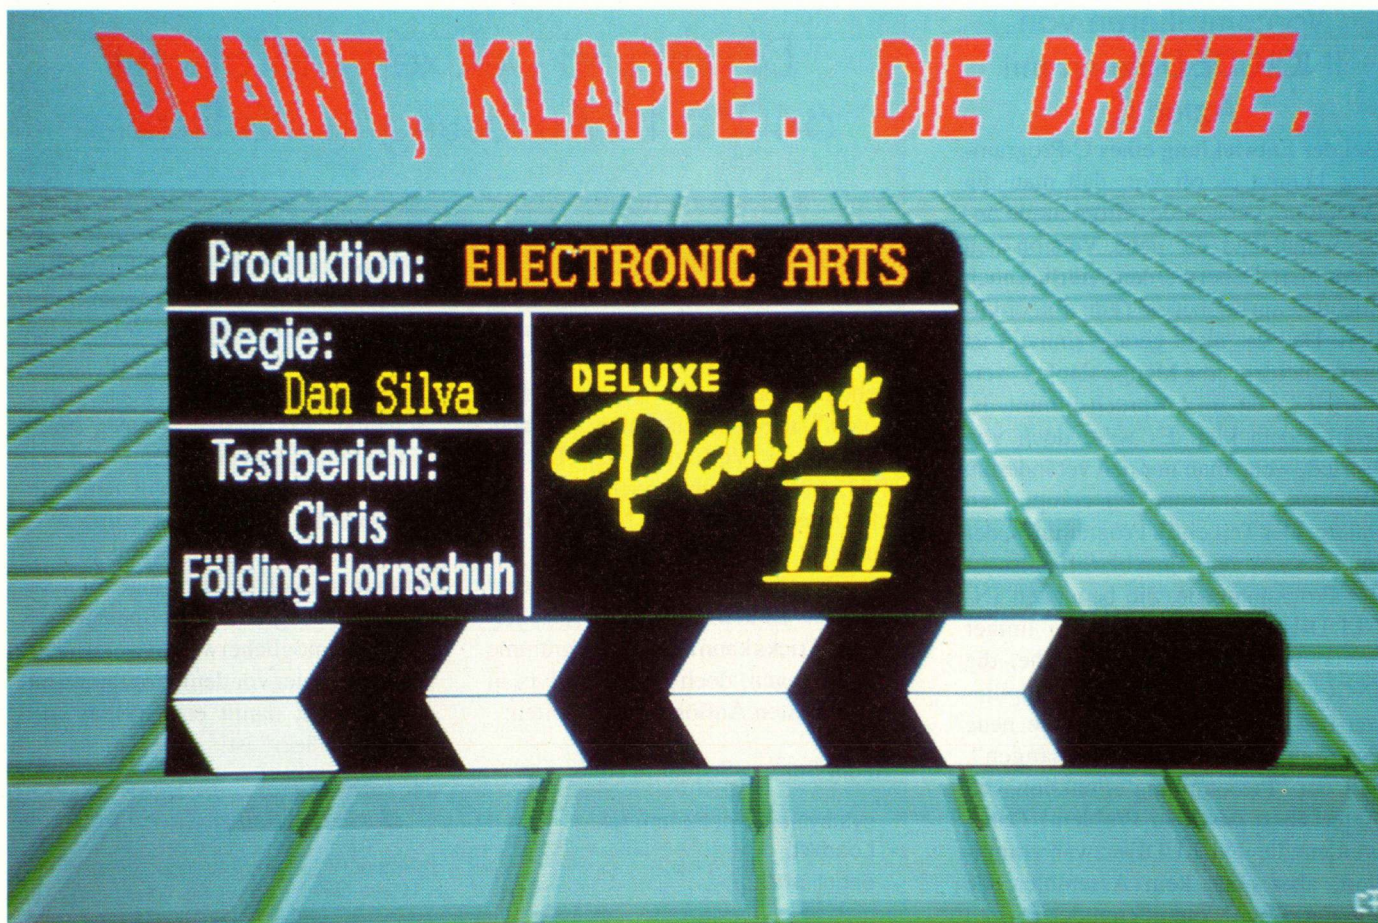 DPAINT, KLAPPE. DIE DRITTE.
Produktion: ELECTRONIC ARTS
Regie:
Dan Silva
Testbericht:
Chris
Földing-Hornschuh
DELUXE
Paint
III